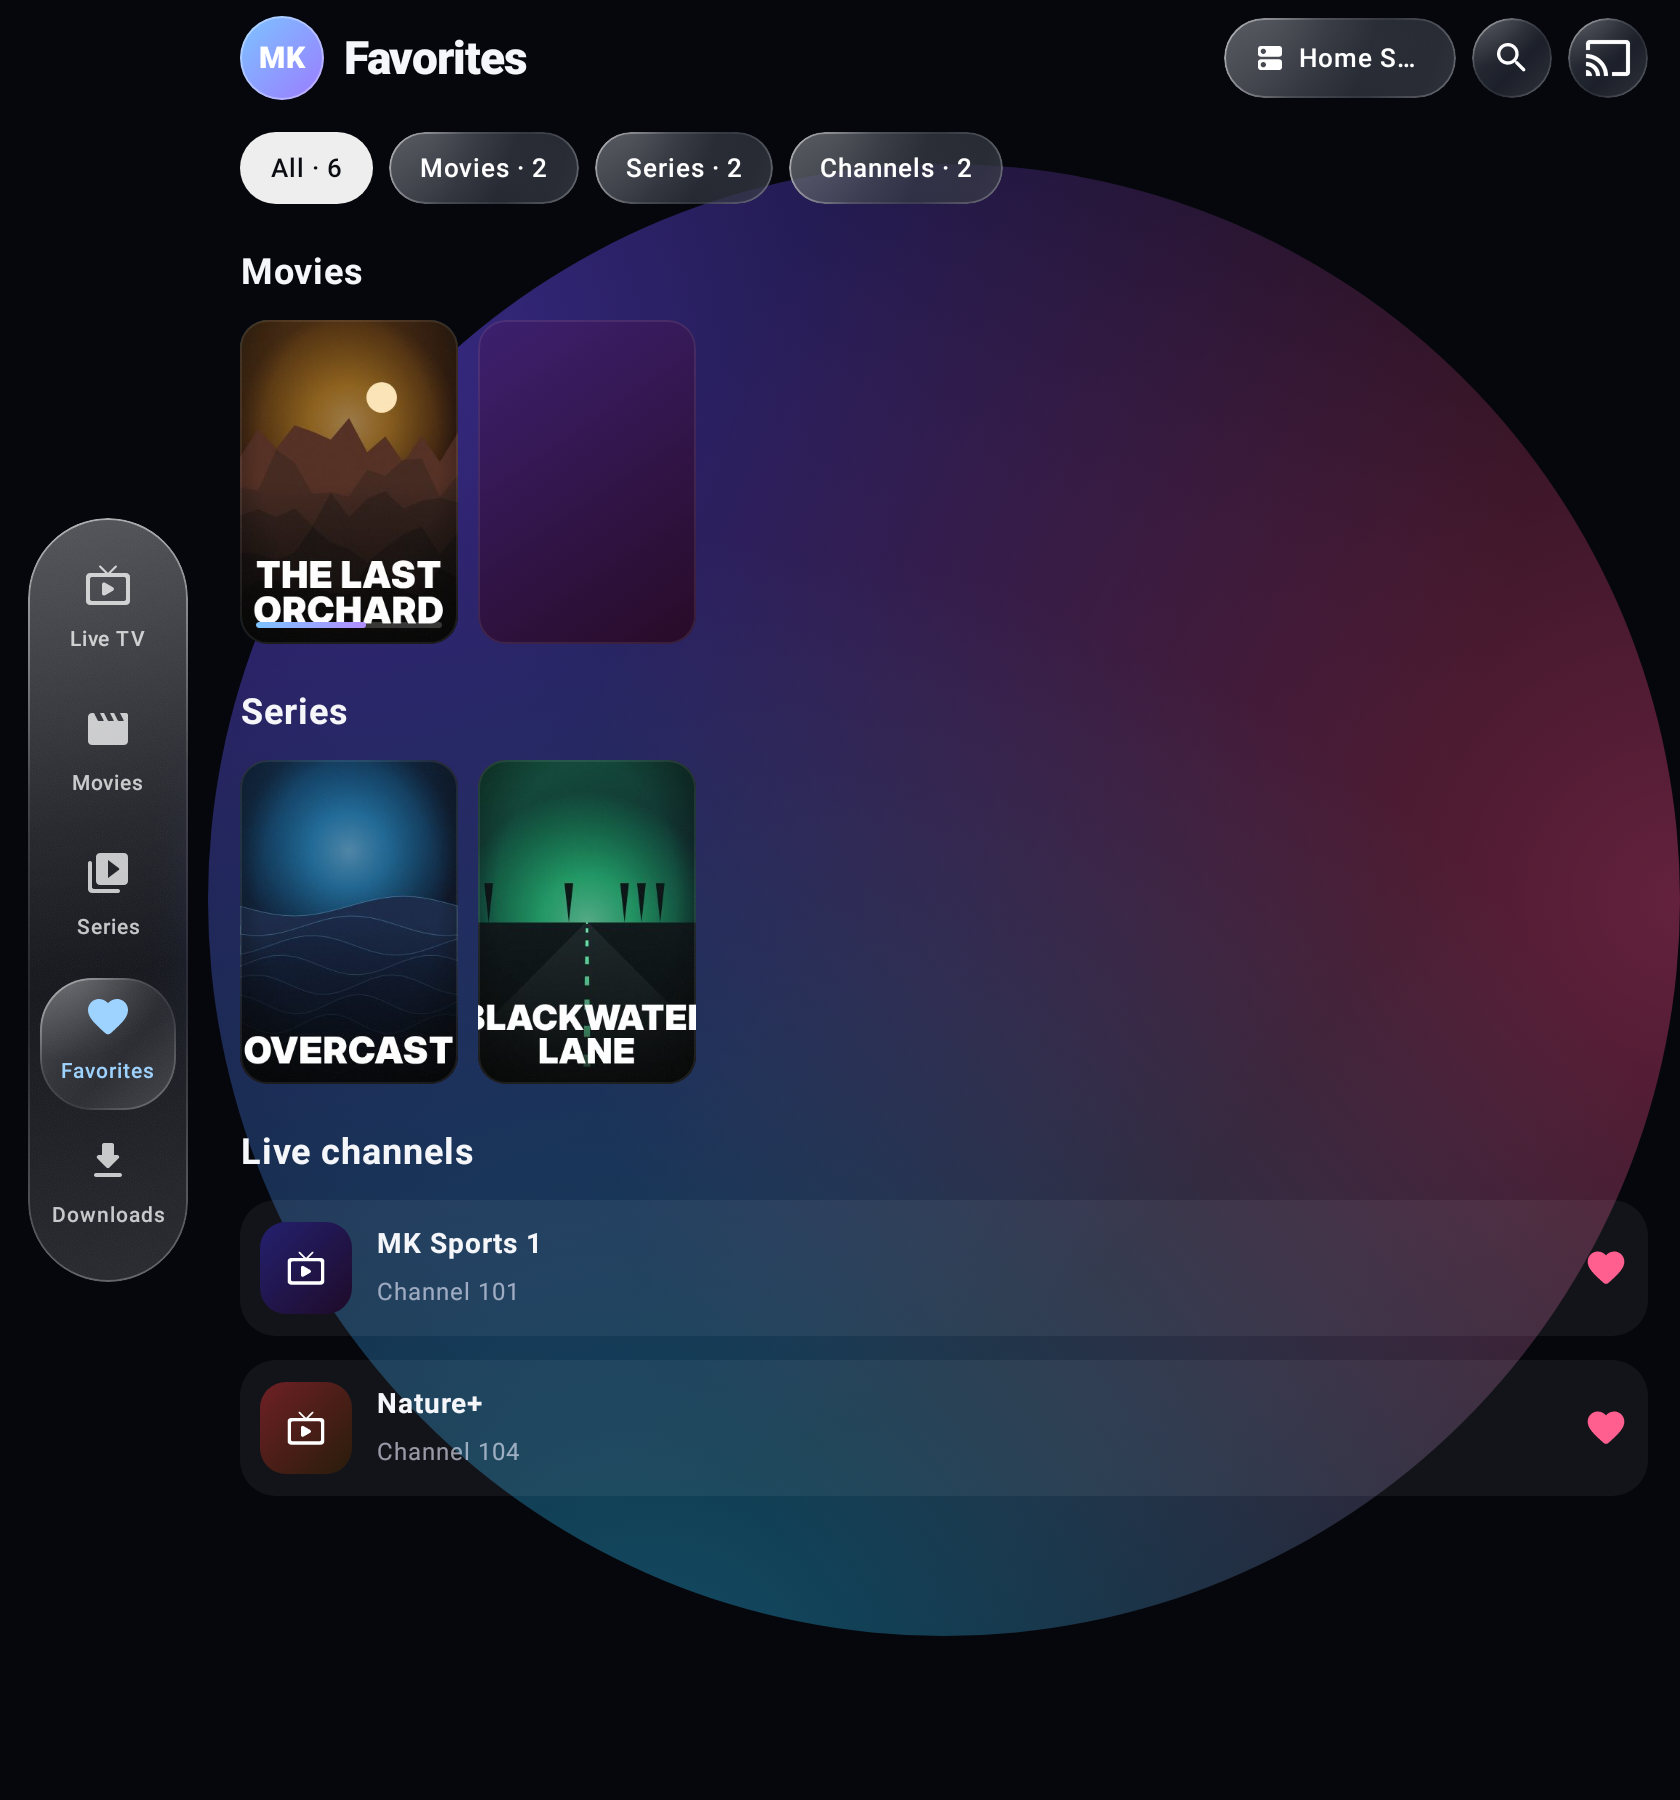 MK Favorites
Home S...
All · 6
Movies · 2
Series · 2
Channels · 2
Movies
THE LAST
ORCHARD
Series
OVERCAST
BLACKWATER
LANE
Live TV
Movies
Series
Favorites
Downloads
Live channels
MK Sports 1
Channel 101
Nature+
Channel 104